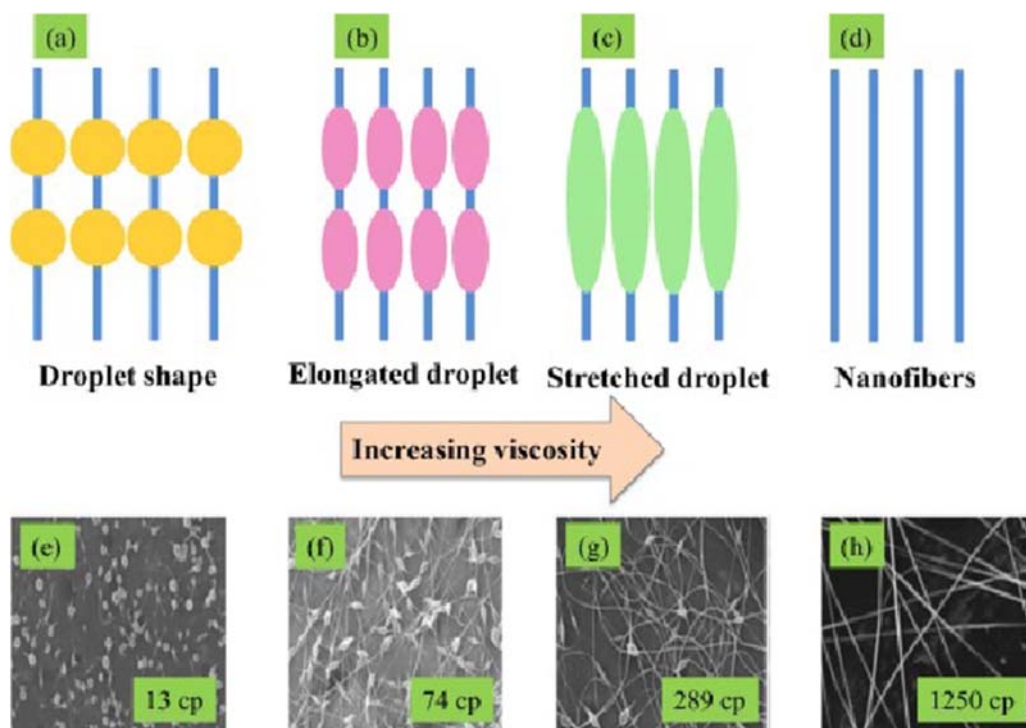 (a)
(b)
(c)
(d)
Droplet shape
Elongated droplet
Stretched droplet
Nanofibers
Increasing viscosity
(e)
(f)
(g)
(h)
13 cp
74 cp
289 cp
1250 cp